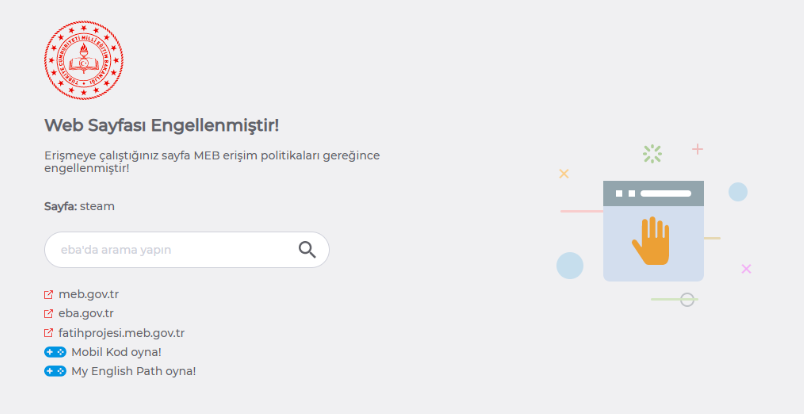 TÜRKİYE CUMHURİYETİ MİLLÎ EĞİTİM BAKANLIĞI
Web Sayfası Engellenmiştir!
Erişmeye çalıştığınız sayfa MEB erişim politikaları gereğince
engellenmiştir!
Sayfa: steam
eba'da arama yapın
meb.gov.tr
eba.gov.tr
fatihprojesi.meb.gov.tr
Mobil Kod oyna!
My English Path oyna!